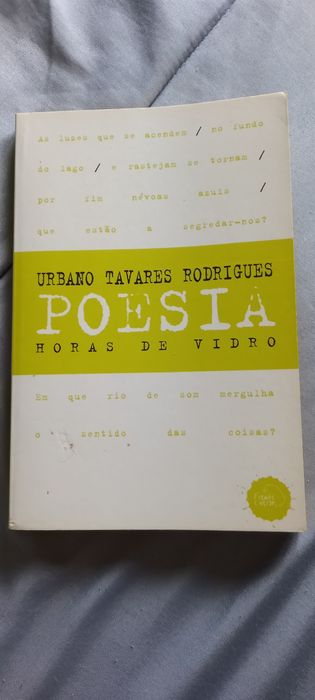 As luzes que se acendem / no fundo
do lago / e rastejam se tornam /
por fim névoas azuis /
que estão a segredar-nos?
URBANO TAVARES RODRIGUES
POESIA
HORAS DE VIDRO
Em que rio de som mergulha
o sentido das coisas?